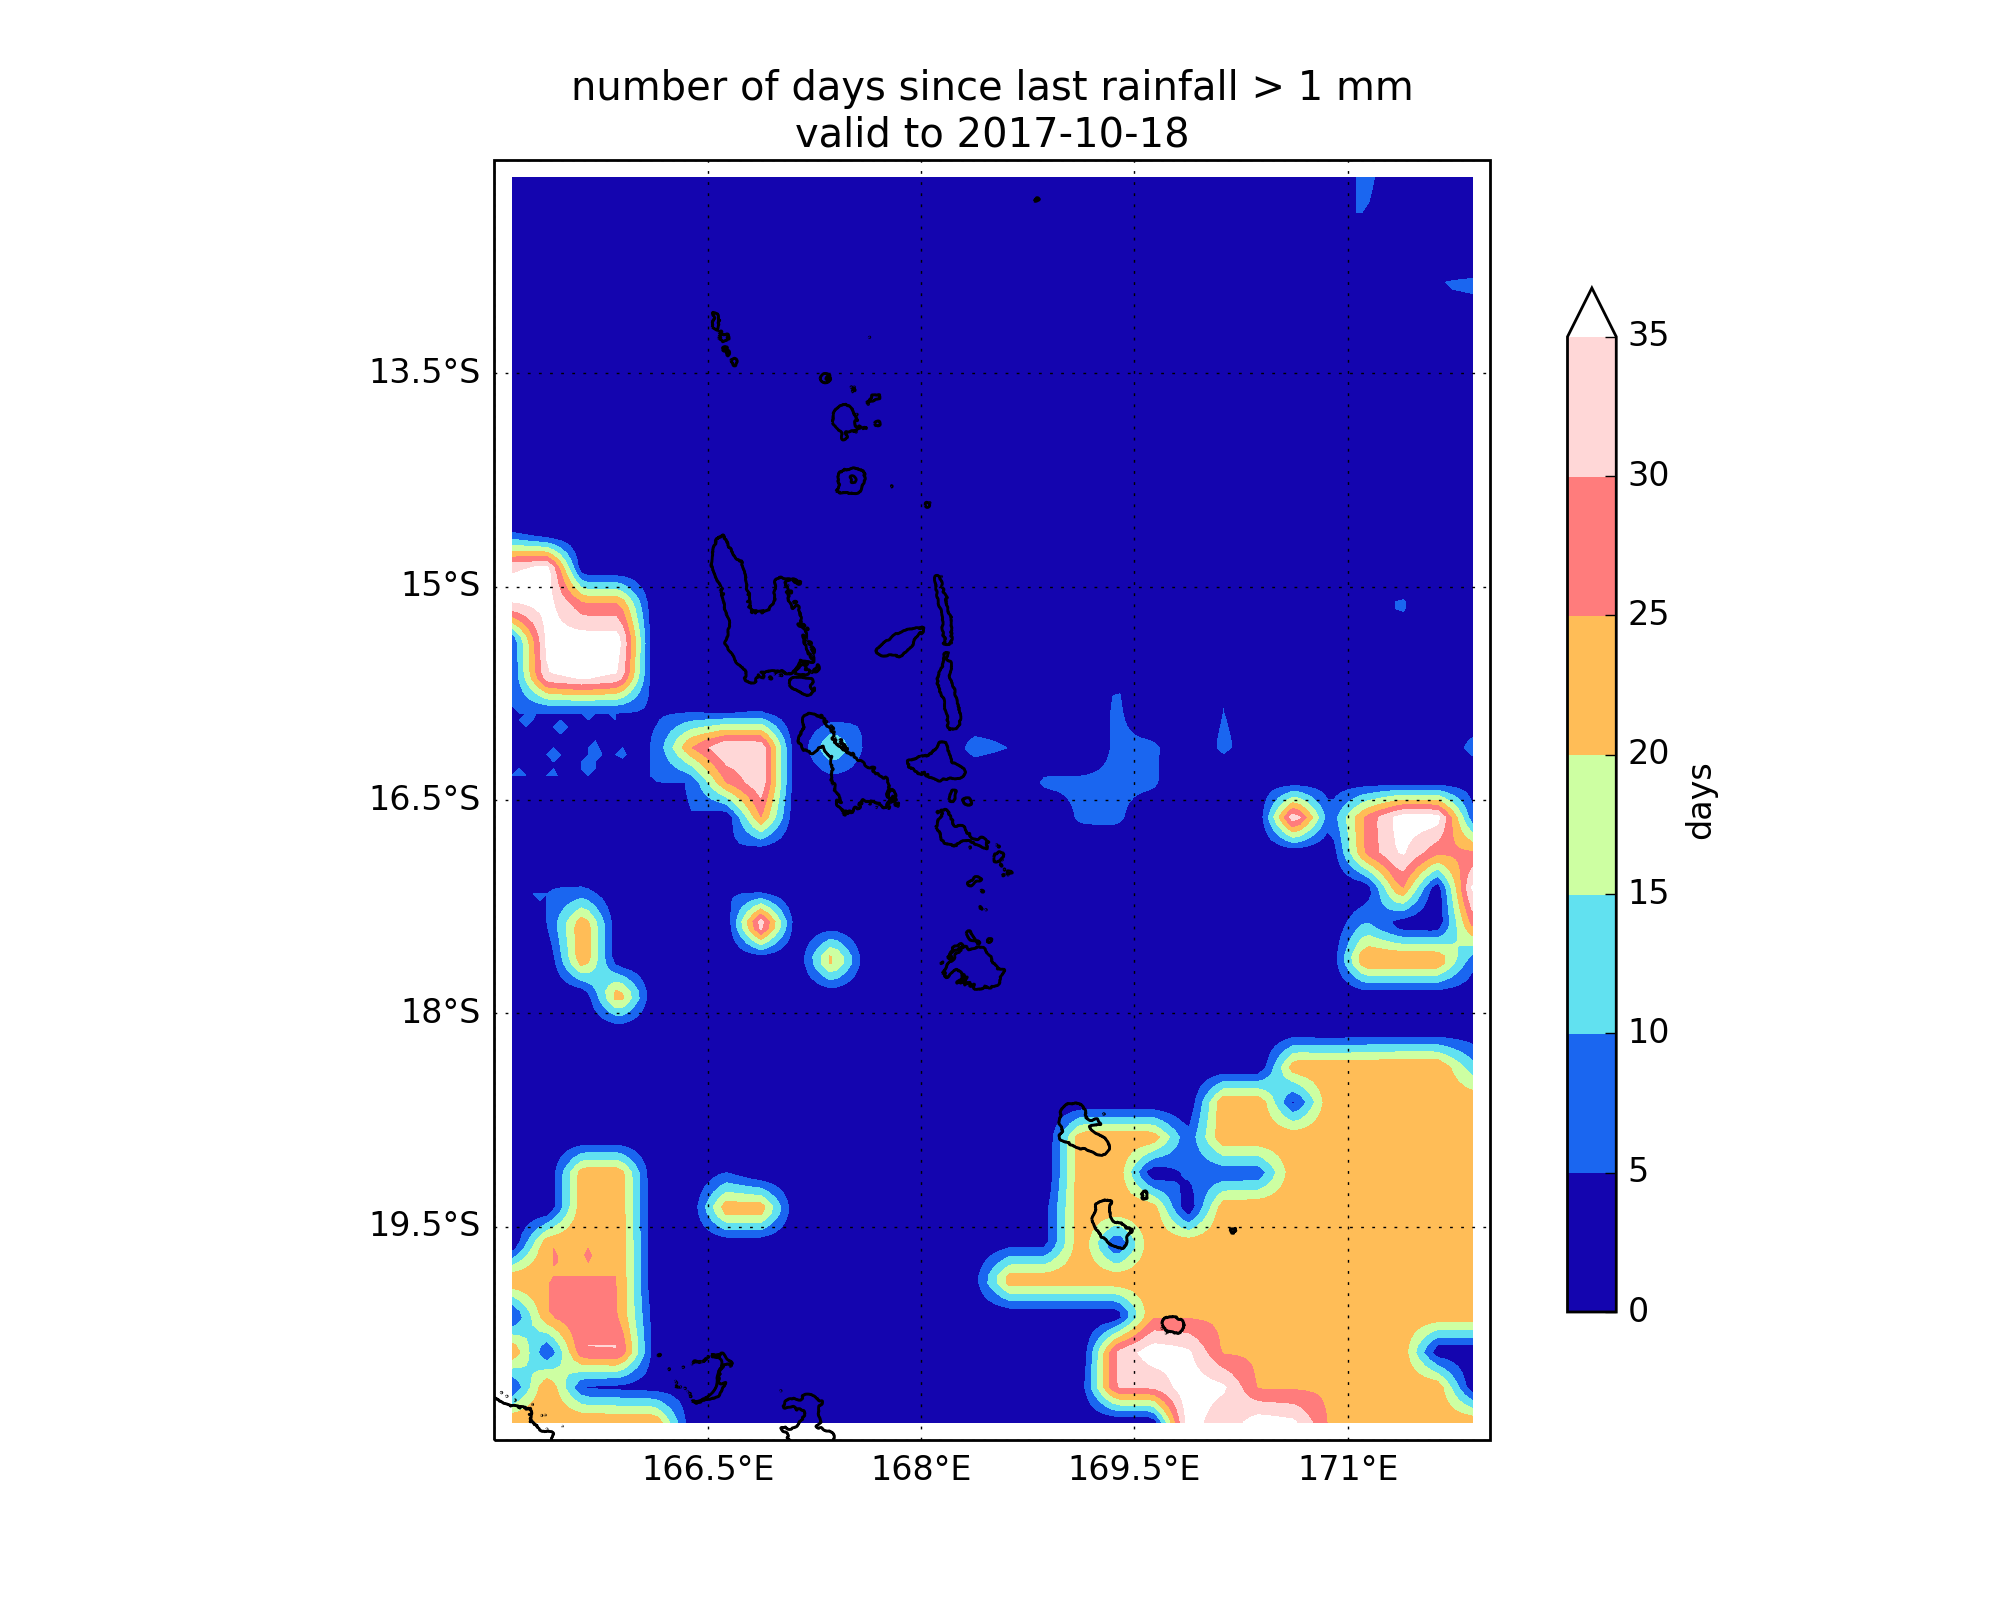 number of days since last rainfall > 1 mm
valid to 2017-10-18
13.5°S
15°S
16.5°S
18°S
19.5°S
166.5°E
168°E
169.5°E
171°E
35
30
25
20
15
10
5
0
days